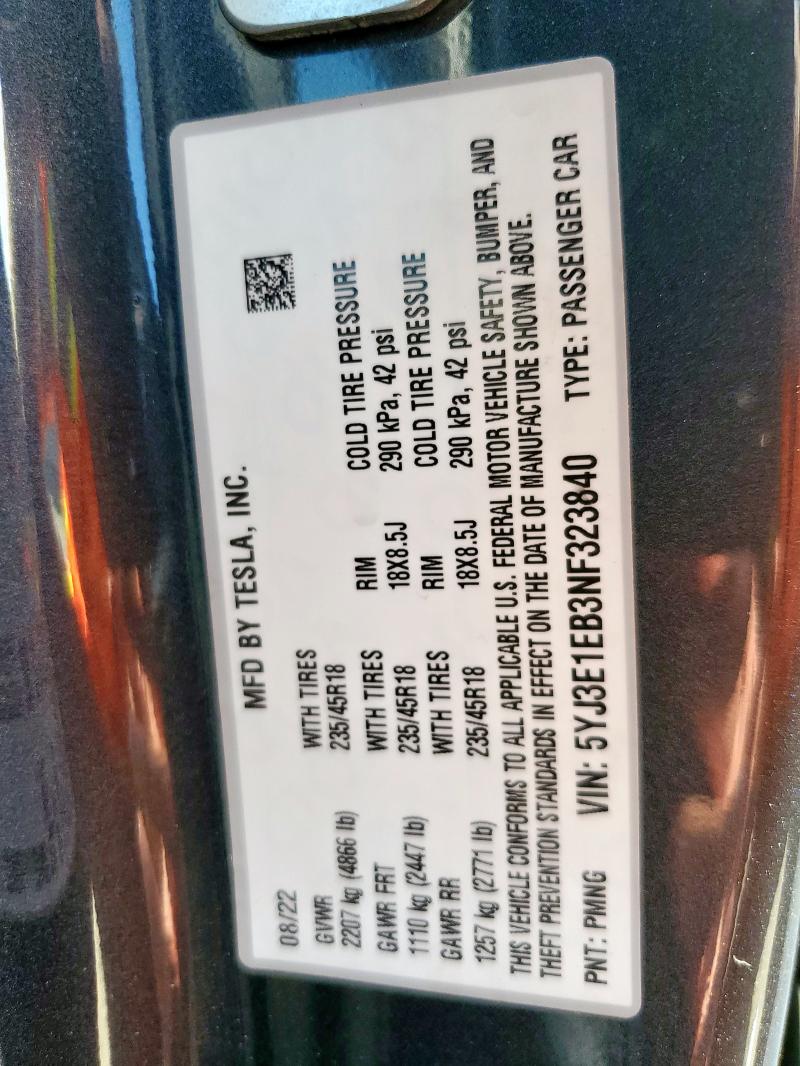 MFD BY TESLA, INC.
08/22
GVWR WITH TIRES
2207 kg (4866 lb) 235/45R18
GAWR FRT WITH TIRES RIM COLD TIRE PRESSURE
1110 kg (2447 lb) 235/45R18 18X8.5J 290 kPa, 42 psi
GAWR RR WITH TIRES RIM COLD TIRE PRESSURE
1257 kg (2771 lb) 235/45R18 18X8.5J 290 kPa, 42 psi
THIS VEHICLE CONFORMS TO ALL APPLICABLE U.S. FEDERAL MOTOR VEHICLE SAFETY, BUMPER, AND
THEFT PREVENTION STANDARDS IN EFFECT ON THE DATE OF MANUFACTURE SHOWN ABOVE.
PNT: PMNG VIN: 5YJ3E1EB3NF323840 TYPE: PASSENGER CAR